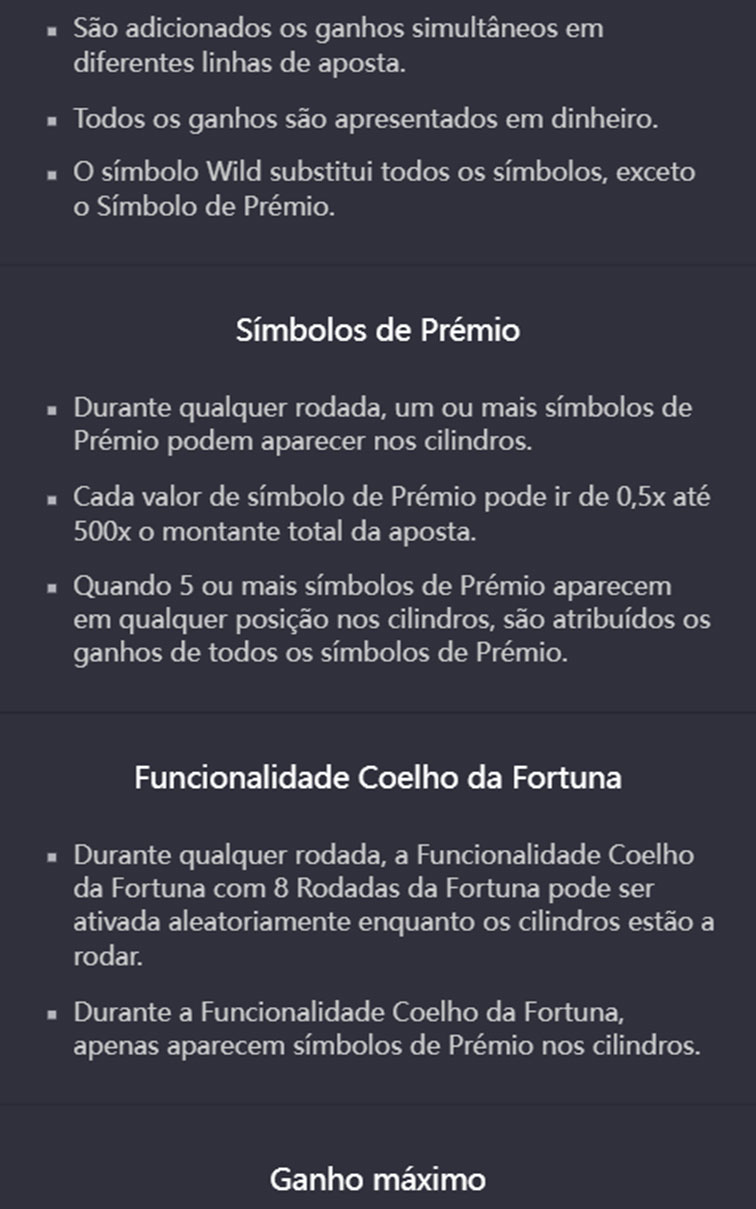 ▪ São adicionados os ganhos simultâneos em
diferentes linhas de aposta.
▪ Todos os ganhos são apresentados em dinheiro.
▪ O símbolo Wild substitui todos os símbolos, exceto
o Símbolo de Prémio.
Símbolos de Prémio
▪ Durante qualquer rodada, um ou mais símbolos de
Prémio podem aparecer nos cilindros.
▪ Cada valor de símbolo de Prémio pode ir de 0,5x até
500x o montante total da aposta.
▪ Quando 5 ou mais símbolos de Prémio aparecem
em qualquer posição nos cilindros, são atribuídos os
ganhos de todos os símbolos de Prémio.
Funcionalidade Coelho da Fortuna
▪ Durante qualquer rodada, a Funcionalidade Coelho
da Fortuna com 8 Rodadas da Fortuna pode ser
ativada aleatoriamente enquanto os cilindros estão a
rodar.
▪ Durante a Funcionalidade Coelho da Fortuna,
apenas aparecem símbolos de Prémio nos cilindros.
Ganho máximo